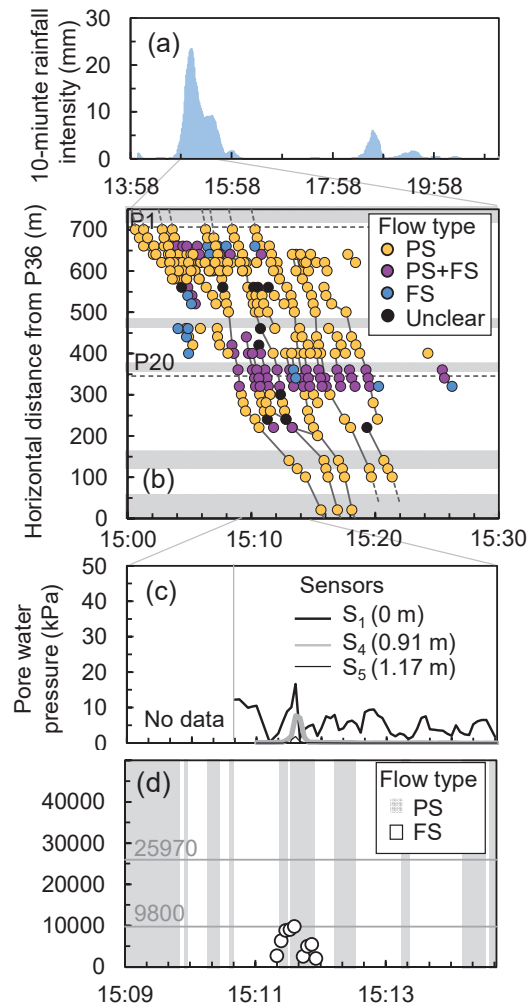 (a)
10-miunte rainfall
intensity (mm)
30
20
10
0
13:58 15:58 17:58 19:58
(b)
Horizontal distance from P36 (m)
700
600
500
400
300
200
100
0
P1
P20
Flow type
PS
PS+FS
FS
Unclear
15:00 15:10 15:20 15:30
(c)
Pore water
pressure (kPa)
50
40
30
20
10
0
Sensors
S1 (0 m)
S4 (0.91 m)
S5 (1.17 m)
No data
(d)
40000
30000
20000
10000
0
25970
9800
Flow type
PS
FS
15:09 15:11 15:13